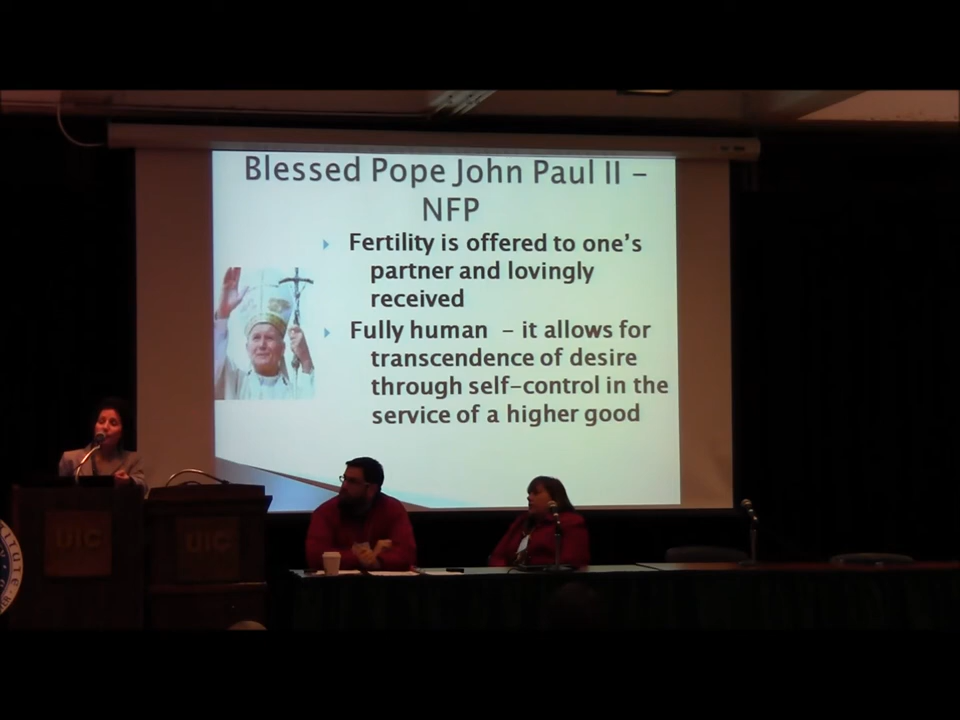 Blessed Pope John Paul II –
NFP
Fertility is offered to one's
partner and lovingly
received
Fully human – it allows for
transcendence of desire
through self-control in the
service of a higher good
UIC
UIC